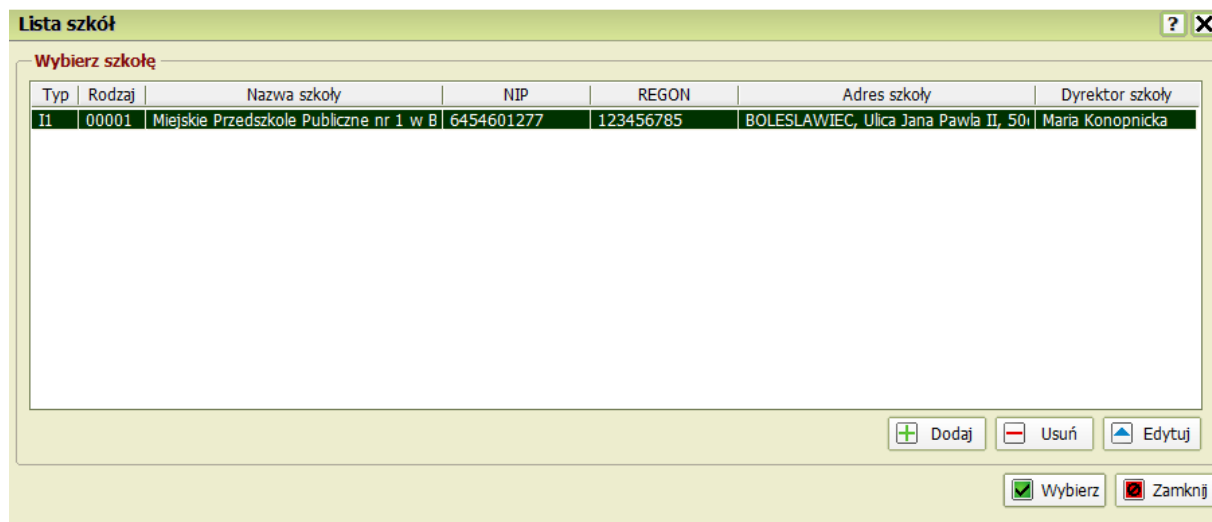 Lista szkół
Wybierz szkołę
Typ Rodzaj Nazwa szkoły NIP REGON Adres szkoły Dyrektor szkoły
I1 00001 Miejskie Przedszkole Publiczne nr 1 w B 6454601277 123456785 BOLESLAWIEC, Ulica Jana Pawla II, 50 Maria Konopnicka
Dodaj Usuń Edytuj
Wybierz Zamknij